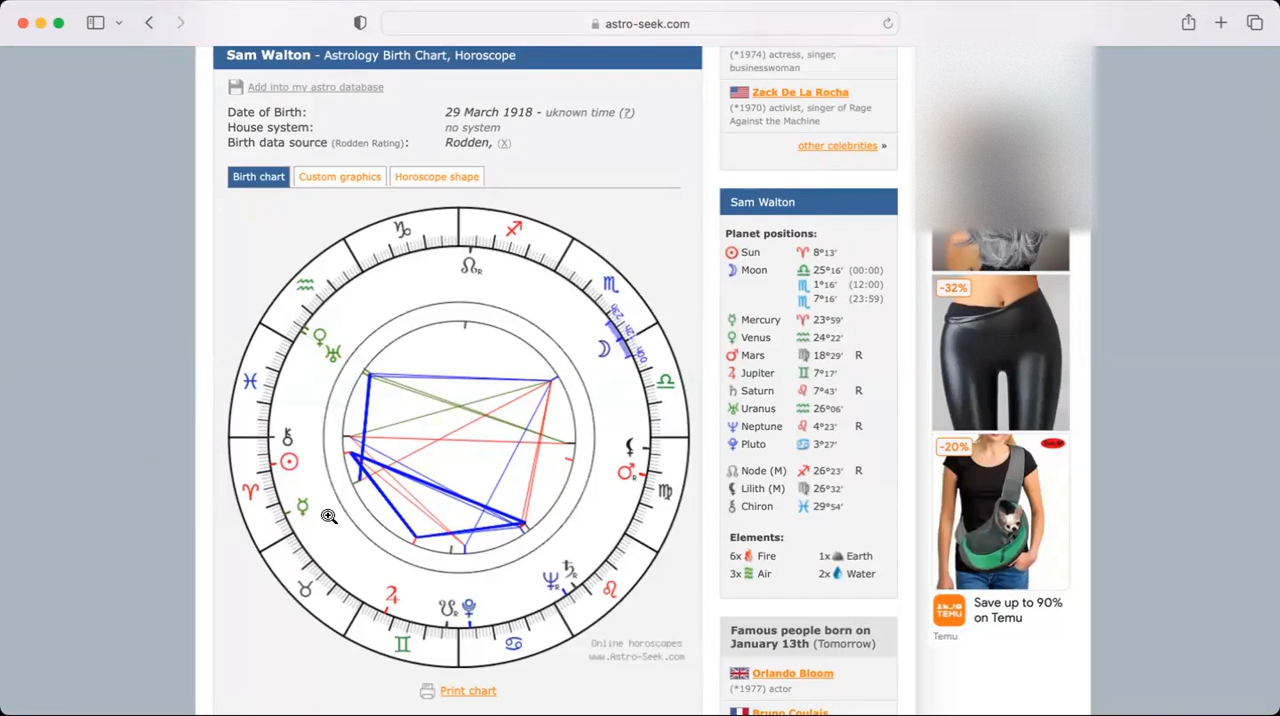 astro-seek.com
Sam Walton - Astrology Birth Chart, Horoscope
Add into my astro database
Date of Birth: 29 March 1918 - uknown time (?)
House system: no system
Birth data source (Rodden Rating): Rodden, (X)
Birth chart
Custom graphics
Horoscope shape
00h
12h
23h
Online horoscopes
www.Astro-Seek.com
Print chart
(*1974) actress, singer,
businesswoman
Zack De La Rocha
(*1970) activist, singer of Rage
Against the Machine
other celebrities »
Sam Walton
Planet positions:
Sun 8°13'
Moon 25°16' (00:00)
1°16' (12:00)
7°16' (23:59)
Mercury 23°59'
Venus 24°22'
Mars 18°29' R
Jupiter 7°17'
Saturn 7°43' R
Uranus 26°06'
Neptune 4°23' R
Pluto 3°27'
Node (M) 26°23' R
Lilith (M) 26°32'
Chiron 29°54'
Elements:
6x Fire 1x Earth
3x Air 2x Water
Famous people born on
January 13th (Tomorrow)
Orlando Bloom
(*1977) actor
Bruno Coulais
-32%
-20%
TEMU
Save up to 90%
on Temu
Temu